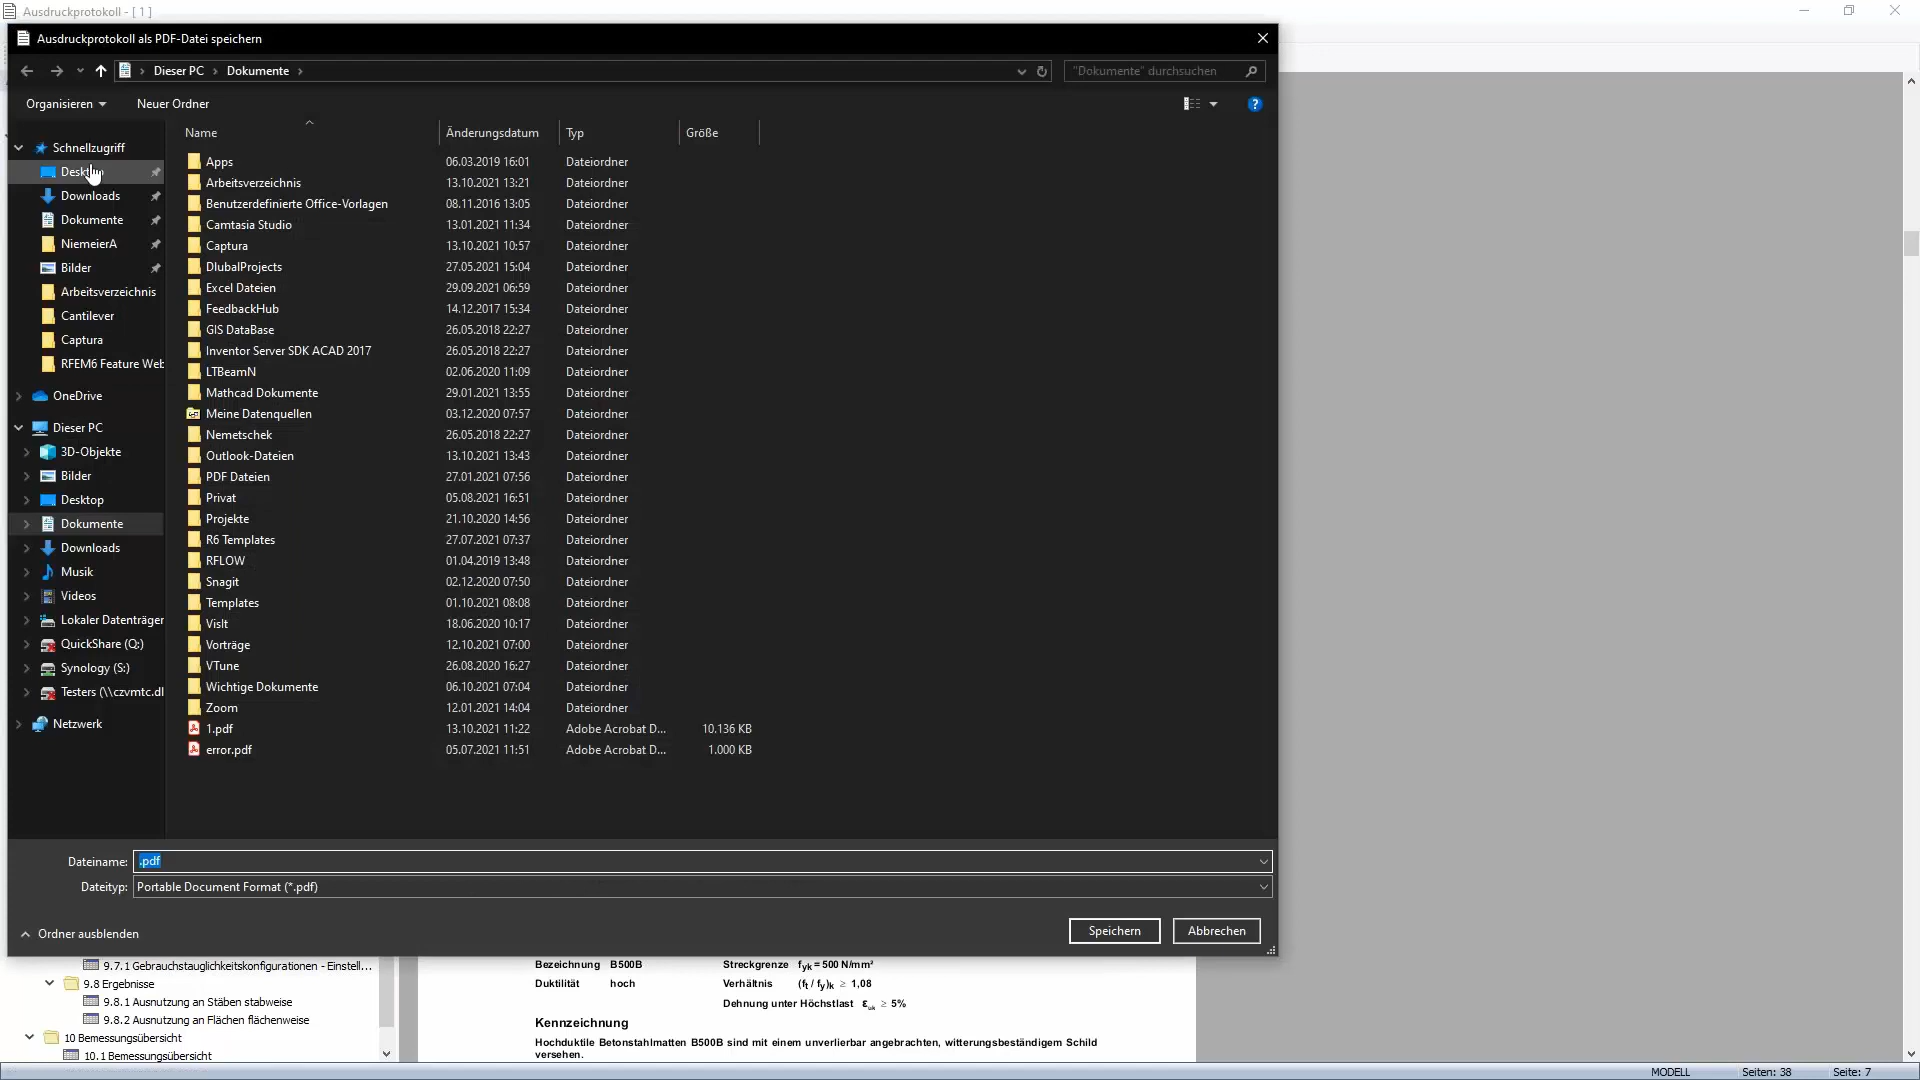 Ausdruckprotokoll - [ 1 ]
Ausdruckprotokoll als PDF-Datei speichern
Dieser PC Dokumente
"Dokumente" durchsuchen
Organisieren Neuer Ordner
Name Änderungsdatum Typ Größe
Schnellzugriff
Downloads
Dokumente
NiemeierA
Bilder
Arbeitsverzeichnis
Cantilever
Captura
RFEM6 Feature Web
OneDrive
Dieser PC
3D-Objekte
Bilder
Desktop
Dokumente
Downloads
Musik
Videos
Lokaler Datenträger
QuickShare (Q:)
Synology (S:)
Testers (\\czvmtc.dl
Netzwerk
Apps 06.03.2019 16:01 Dateiordner
Arbeitsverzeichnis 13.10.2021 13:21 Dateiordner
Benutzerdefinierte Office-Vorlagen 08.11.2016 13:05 Dateiordner
Camtasia Studio 13.01.2021 11:34 Dateiordner
Captura 13.10.2021 10:57 Dateiordner
DlubalProjects 27.05.2021 15:04 Dateiordner
Excel Dateien 29.09.2021 06:59 Dateiordner
FeedbackHub 14.12.2017 15:34 Dateiordner
GIS DataBase 26.05.2018 22:27 Dateiordner
Inventor Server SDK ACAD 2017 26.05.2018 22:27 Dateiordner
LTBeamN 02.06.2020 11:09 Dateiordner
Mathcad Dokumente 29.01.2021 13:55 Dateiordner
Meine Datenquellen 03.12.2020 07:57 Dateiordner
Nemetschek 26.05.2018 22:27 Dateiordner
Outlook-Dateien 13.10.2021 13:43 Dateiordner
PDF Dateien 27.01.2021 07:56 Dateiordner
Privat 05.08.2021 16:51 Dateiordner
Projekte 21.10.2020 14:56 Dateiordner
R6 Templates 27.07.2021 07:37 Dateiordner
RFLOW 01.04.2019 13:48 Dateiordner
Snagit 02.12.2020 07:50 Dateiordner
Templates 01.10.2021 08:08 Dateiordner
VisIt 18.06.2020 10:17 Dateiordner
Vorträge 12.10.2021 07:00 Dateiordner
VTune 26.08.2020 16:27 Dateiordner
Wichtige Dokumente 06.10.2021 07:04 Dateiordner
Zoom 12.01.2021 14:04 Dateiordner
1.pdf 13.10.2021 11:22 Adobe Acrobat D... 10.136 KB
error.pdf 05.07.2021 11:51 Adobe Acrobat D... 1.000 KB
Dateiname: .pdf
Dateityp: Portable Document Format (*.pdf)
Ordner ausblenden
Speichern Abbrechen
9.7.1 Gebrauchstauglichkeitskonfigurationen - Einstell...
9.8 Ergebnisse
9.8.1 Ausnutzung an Stäben stabweise
9.8.2 Ausnutzung an Flächen flächenweise
10 Bemessungsübersicht
10.1 Bemessungsübersicht
Bezeichnung B500B Streckgrenze fyk = 500 N/mm²
Duktilität hoch Verhältnis (ft / fy)k ≥ 1,08
Dehnung unter Höchstlast εuk ≥ 5%
Kennzeichnung
Hochduktile Betonstahlmatten B500B sind mit einem unverlierbar angebrachten, witterungsbeständigem Schild
versehen.
MODELL Seiten: 38 Seite: 7